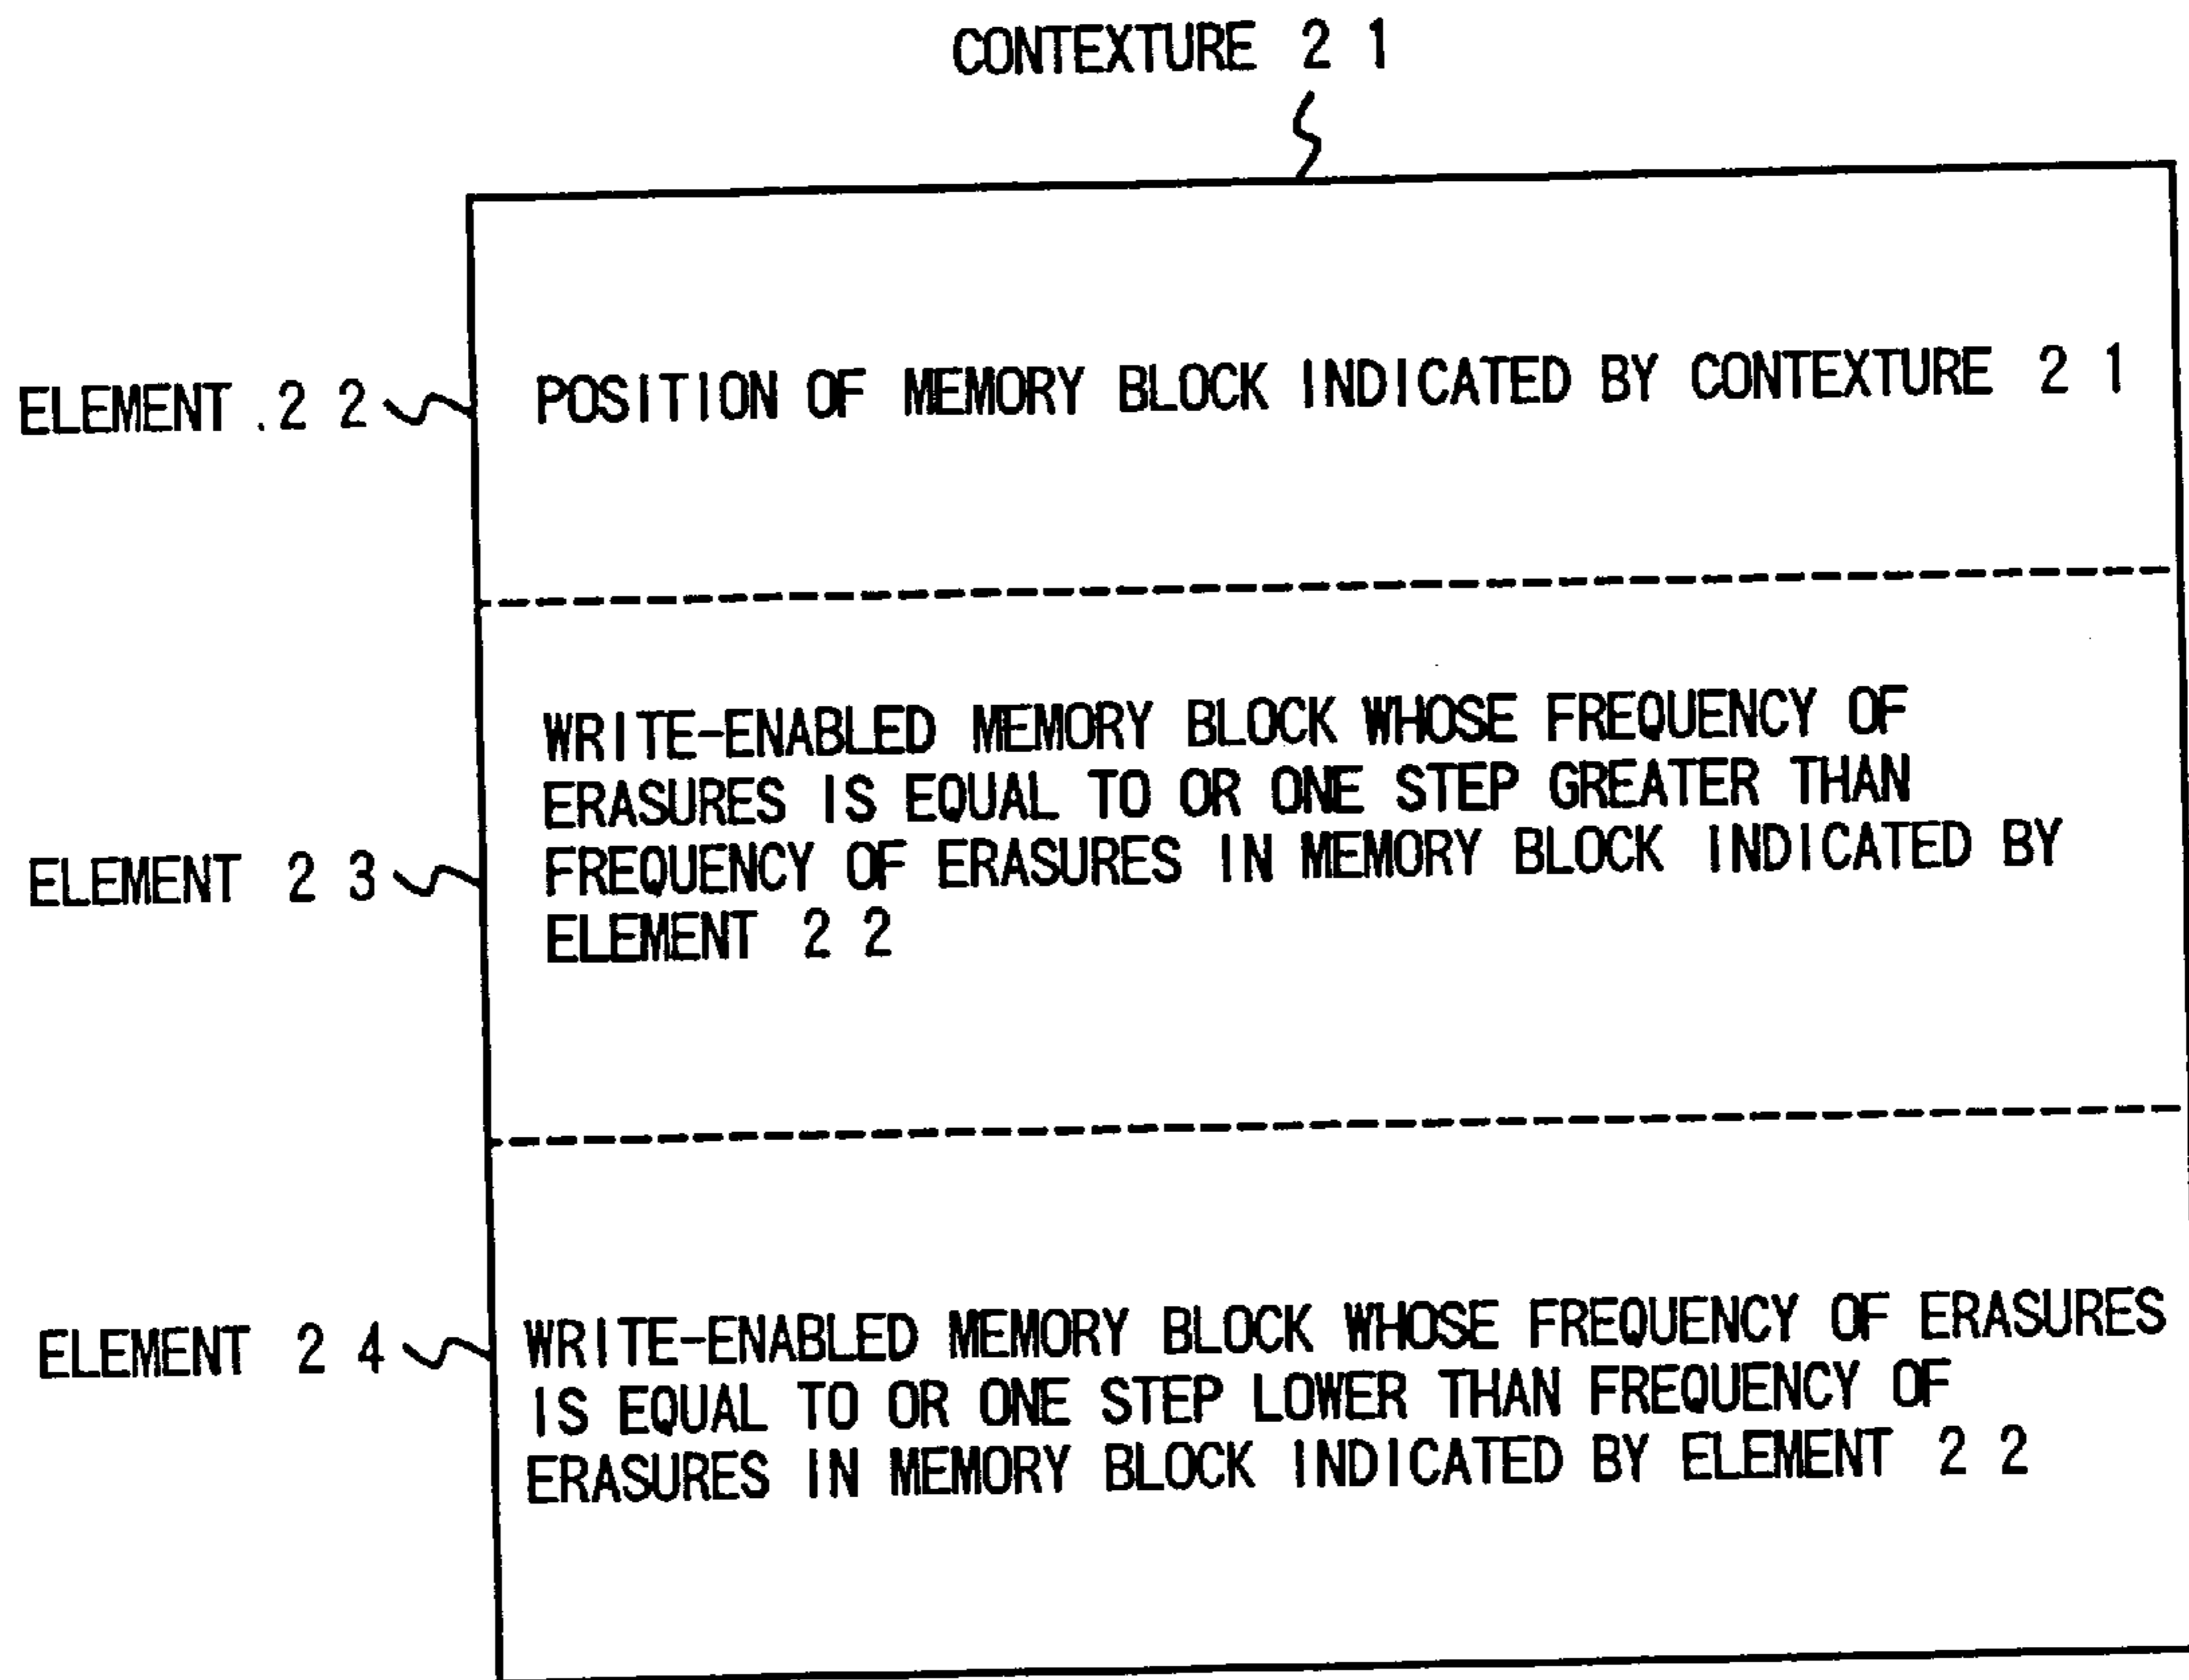 CONTEXTURE 2 1
ELEMENT .2 2
POSITION OF MEMORY BLOCK INDICATED BY CONTEXTURE 2 1
ELEMENT 2 3
WRITE-ENABLED MEMORY BLOCK WHOSE FREQUENCY OF
ERASURES IS EQUAL TO OR ONE STEP GREATER THAN
FREQUENCY OF ERASURES IN MEMORY BLOCK INDICATED BY
ELEMENT 2 2
ELEMENT 2 4
WRITE-ENABLED MEMORY BLOCK WHOSE FREQUENCY OF ERASURES
IS EQUAL TO OR ONE STEP LOWER THAN FREQUENCY OF
ERASURES IN MEMORY BLOCK INDICATED BY ELEMENT 2 2